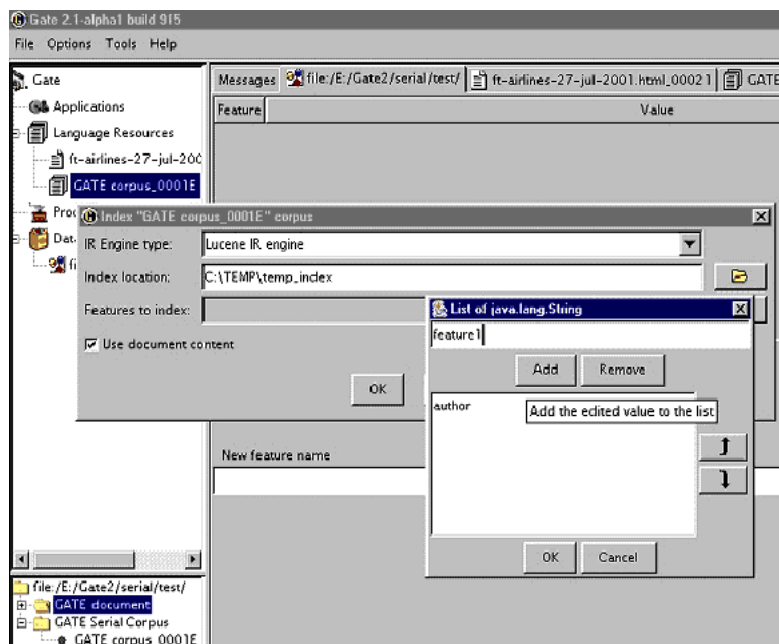 Gate 2.1-alpha1 build 915
File Options Tools Help
Gate
Applications
Language Resources
ft-airlines-27-jul-200
GATE corpus_0001E
Messages file:/E:/Gate2/serial/test/ ft-airlines-27-jul-2001.html_00021 GATE
Feature Value
Index "GATE corpus_0001E" corpus
IR Engine type: Lucene IR engine
Index location: C:\TEMP\temp_index
Features to index:
Use document content
OK
List of java.lang.String
feature1
Add Remove
author
Add the edited value to the list
OK Cancel
New feature name
file:/E:/Gate2/serial/test/
GATE document
GATE Serial Corpus
GATE corpus_0001E